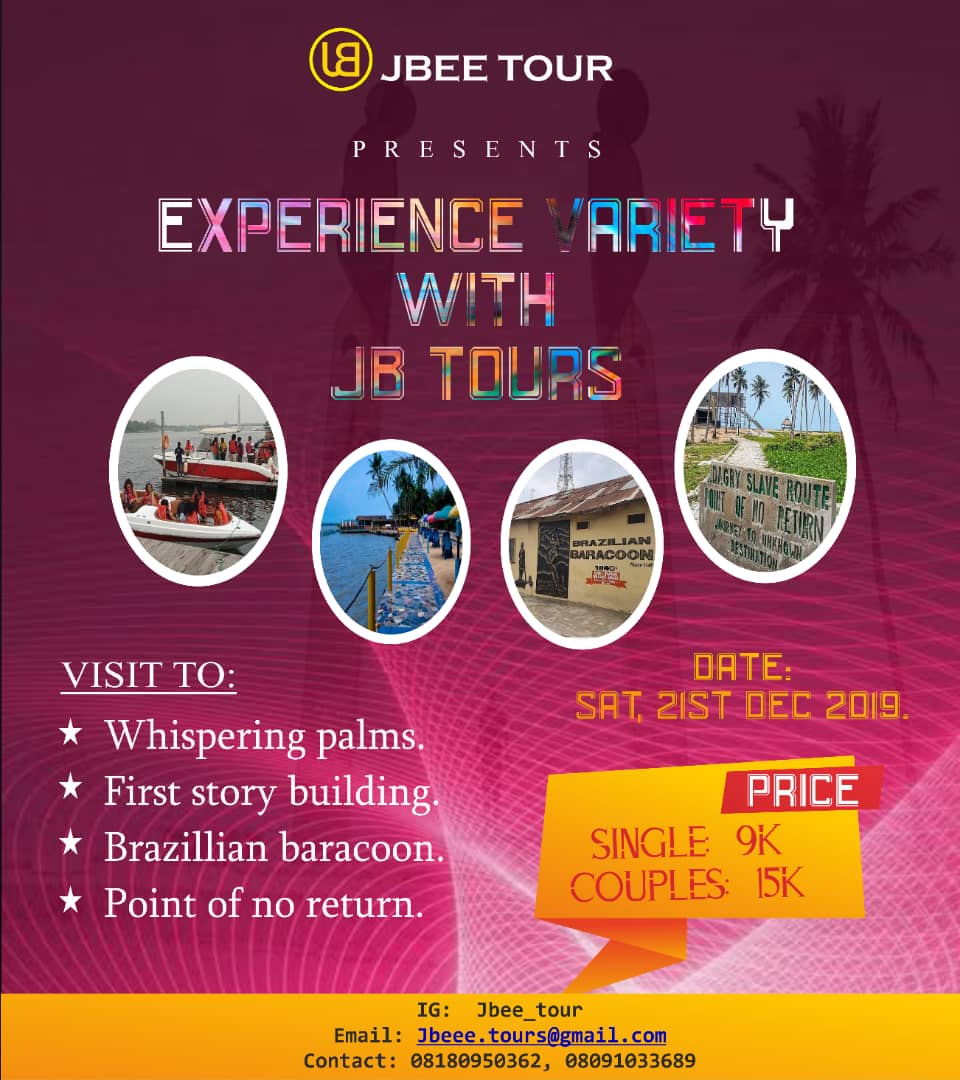 JBEE TOUR
PRESENTS
EXPERIENCE VARIETY
WITH
JB TOURS
BRAZILIAN
BARACOON
DAGRY SLAVE ROUTE
POINT OF NO RETURN
JOURNEY TO UNKNOWN
DESTINATION
VISIT TO:
★ Whispering palms.
★ First story building.
★ Brazillian baracoon.
★ Point of no return.
DATE:
SAT, 21ST DEC 2019.
PRICE
SINGLE: 9K
COUPLES: 15K
IG: Jbee_tour
Email: Jbeee.tours@gmail.com
Contact: 08180950362, 08091033689